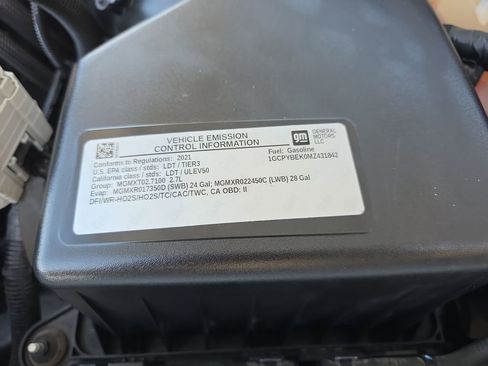 VEHICLE EMISSION
CONTROL INFORMATION
gm
GENERAL
MOTORS
LLC
Conforms to Regulations: 2021
Fuel: Gasoline
U.S. EPA class / stds: LDT / TIER3
1GCPYBEK0MZ431842
California class / stds: LDT / ULEV50
Group: MGMXT02.7100 2.7L
Evap: MGMXR017350D (SWB) 24 Gal; MGMXR022450C (LWB) 28 Gal
DFI/WR-HO2S/HO2S/TC/CAC/TWC, CA OBD: II